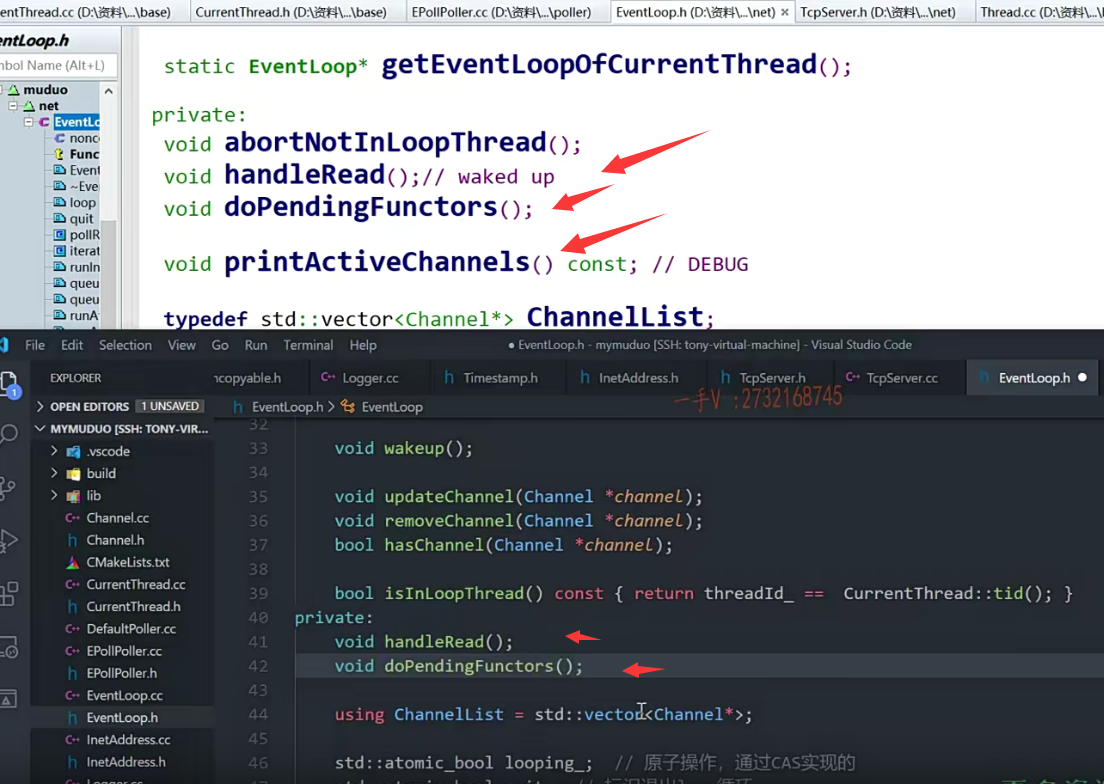 entThread.cc (D:\资料\...\base) CurrentThread.h (D:\资料\...\base) EPollPoller.cc (D:\资料\...\poller) EventLoop.h (D:\资料\...\net) × TcpServer.h (D:\资料\...\net) Thread.cc (D:\资料\...\
entLoop.h
nbol Name (Alt+L)
muduo
net
EventLo
nonc
Func
Event
~Eve
loop
quit
pollR
iterat
runIn
queu
queu
runA
static EventLoop* getEventLoopOfCurrentThread();
private:
void abortNotInLoopThread();
void handleRead();// waked up
void doPendingFunctors();
void printActiveChannels() const; // DEBUG
typedef std::vector<Channel*> ChannelList;
File Edit Selection View Go Run Terminal Help ● EventLoop.h - mymuduo [SSH: tony-virtual-machine] - Visual Studio Code
EXPLORER
ncopyable.h C++ Logger.cc h Timestamp.h h InetAddress.h h TcpServer.h C++ TcpServer.cc h EventLoop.h ●
一手V :2732168745
OPEN EDITORS 1 UNSAVED
h EventLoop.h > EventLoop
MYMUDUO [SSH: TONY-VIR...
1
.vscode
build
lib
C++ Channel.cc
h Channel.h
CMakeLists.txt
C++ CurrentThread.cc
h CurrentThread.h
C++ DefaultPoller.cc
C++ EPollPoller.cc
h EPollPoller.h
C++ EventLoop.cc
h EventLoop.h
C++ InetAddress.cc
h InetAddress.h
C++ Logger.cc
32
33 void wakeup();
34
35 void updateChannel(Channel *channel);
36 void removeChannel(Channel *channel);
37 bool hasChannel(Channel *channel);
38
39 bool isInLoopThread() const { return threadId_ == CurrentThread::tid(); }
40 private:
41 void handleRead();
42 void doPendingFunctors();
43
44 using ChannelList = std::vector<Channel*>;
45
46 std::atomic_bool looping_; // 原子操作，通过CAS实现的